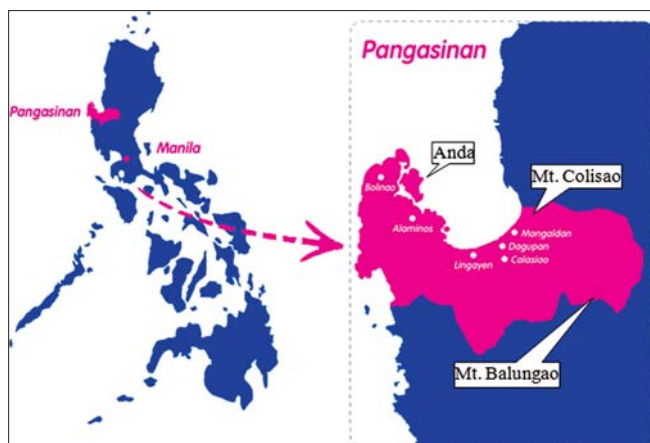 Pangasinan
Manila
Pangasinan
Anda
Mt. Colisao
Bolinao
Alaminos
Mangaldan
Dagupan
Lingayen
Calasiao
Mt. Balungao